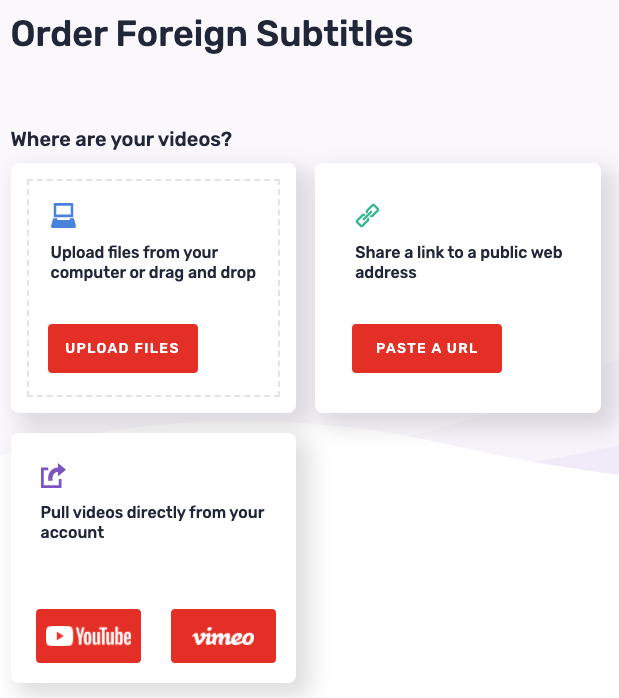 Order Foreign Subtitles
Where are your videos?
Upload files from your
computer or drag and drop
UPLOAD FILES
Share a link to a public web
address
PASTE A URL
Pull videos directly from your
account
YouTube
vimeo